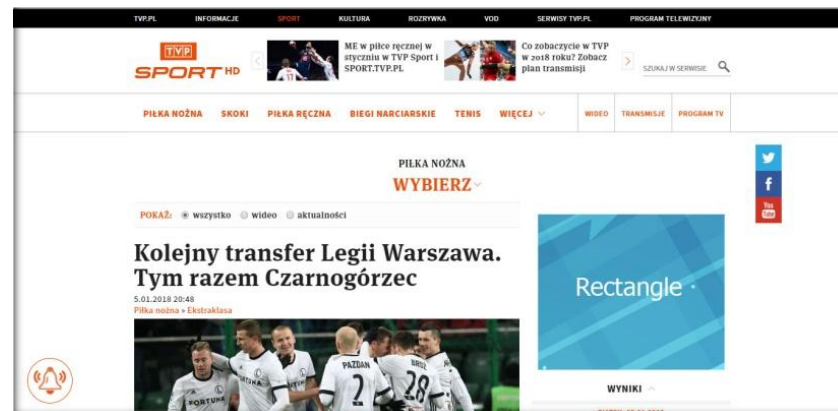 TVP.PL INFORMACJE SPORT KULTURA ROZRYWKA VOD SERWISY TVP.PL PROGRAM TELEWIZYJNY
TVP
SPORT HD
ME w piłce ręcznej w
styczniu w TVP Sport i
SPORT.TVP.PL
Co zobaczycie w TVP
w 2018 roku? Zobacz
plan transmisji
SZUKAJ W SERWISIE
PIŁKA NOŻNA SKOKI PIŁKA RĘCZNA BIEGI NARCIARSKIE TENIS WIĘCEJ WIDEO TRANSMISJE PROGRAM TV
PIŁKA NOŻNA
WYBIERZ
POKAŻ: wszystko wideo aktualności
Kolejny transfer Legii Warszawa.
Tym razem Czarnogórzec
5.01.2018 20:48
Piłka nożna » Ekstraklasa
FORTUNA
PAZDAN
2
BROŹ
28
Rectangle
You
Tube
WYNIKI